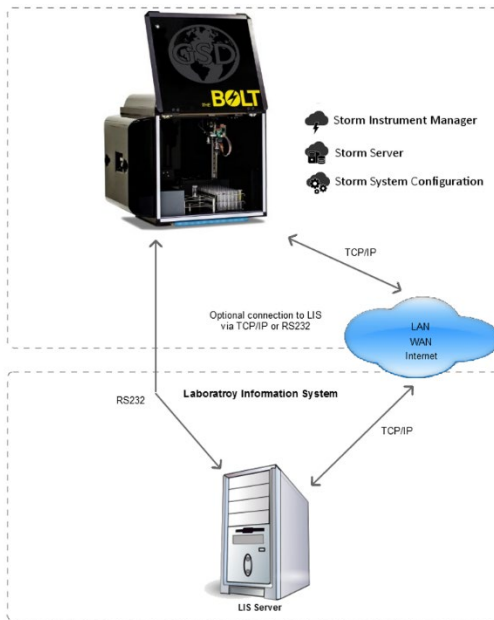 GSD
the BOLT
Storm Instrument Manager
Storm Server
Storm System Configuration
TCP/IP
Optional connection to LIS
via TCP/IP or RS232
LAN
WAN
Internet
RS232
Laboratroy Information System
TCP/IP
LIS Server